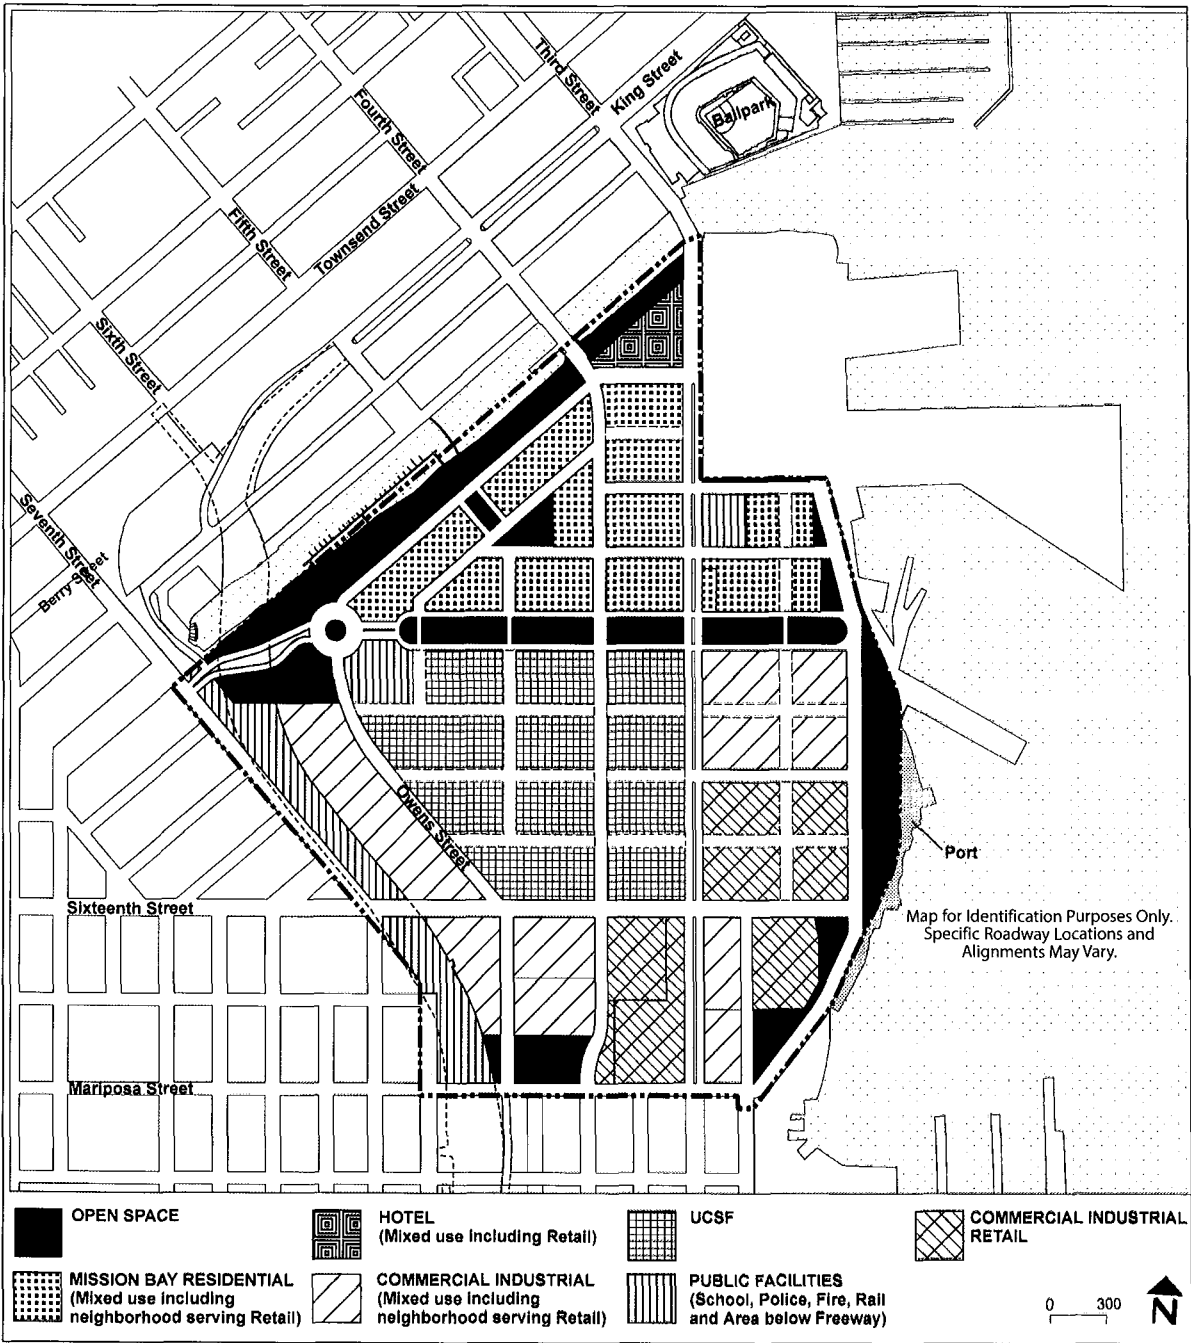 Third Street
King Street
Ballpark
Fourth Street
Fifth Street
Townsend Street
Sixth Street
Seventh Street
Berry
Owens Street
Port
Sixteenth Street
Map for Identification Purposes Only.
Specific Roadway Locations and
Alignments May Vary.
Mariposa Street
OPEN SPACE
HOTEL
(Mixed use including Retail)
UCSF
COMMERCIAL INDUSTRIAL
RETAIL
MISSION BAY RESIDENTIAL
(Mixed use including
neighborhood serving Retail)
COMMERCIAL INDUSTRIAL
(Mixed use including
neighborhood serving Retail)
PUBLIC FACILITIES
(School, Police, Fire, Rail
and Area below Freeway)
0 300
N